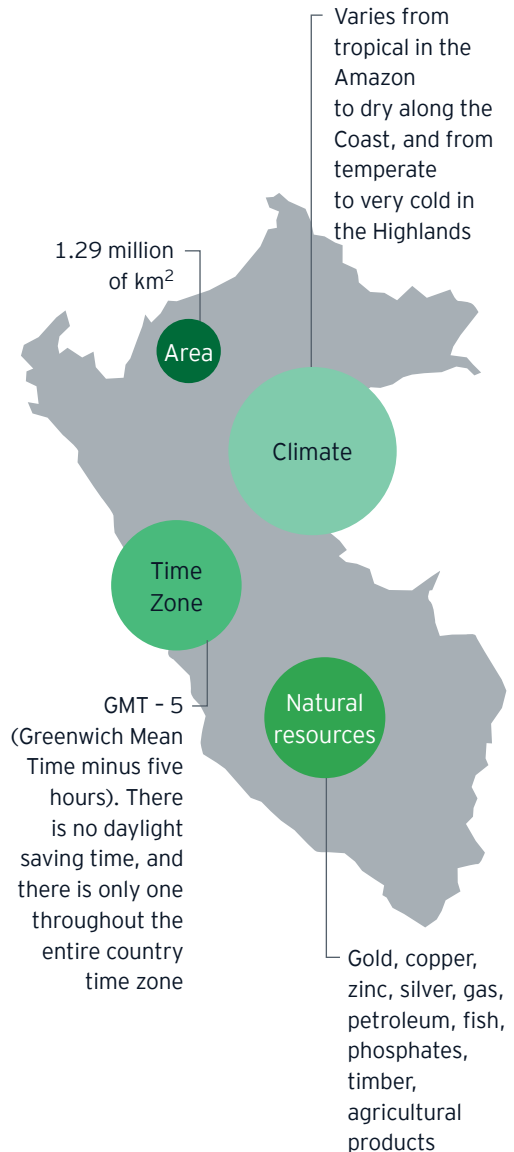 Varies from
tropical in the
Amazon
to dry along the
Coast, and from
temperate
to very cold in
the Highlands
1.29 million
of km²
Area
Climate
Time
Zone
GMT – 5
(Greenwich Mean
Time minus five
hours). There
is no daylight
saving time, and
there is only one
throughout the
entire country
time zone
Natural
resources
Gold, copper,
zinc, silver, gas,
petroleum, fish,
phosphates,
timber,
agricultural
products